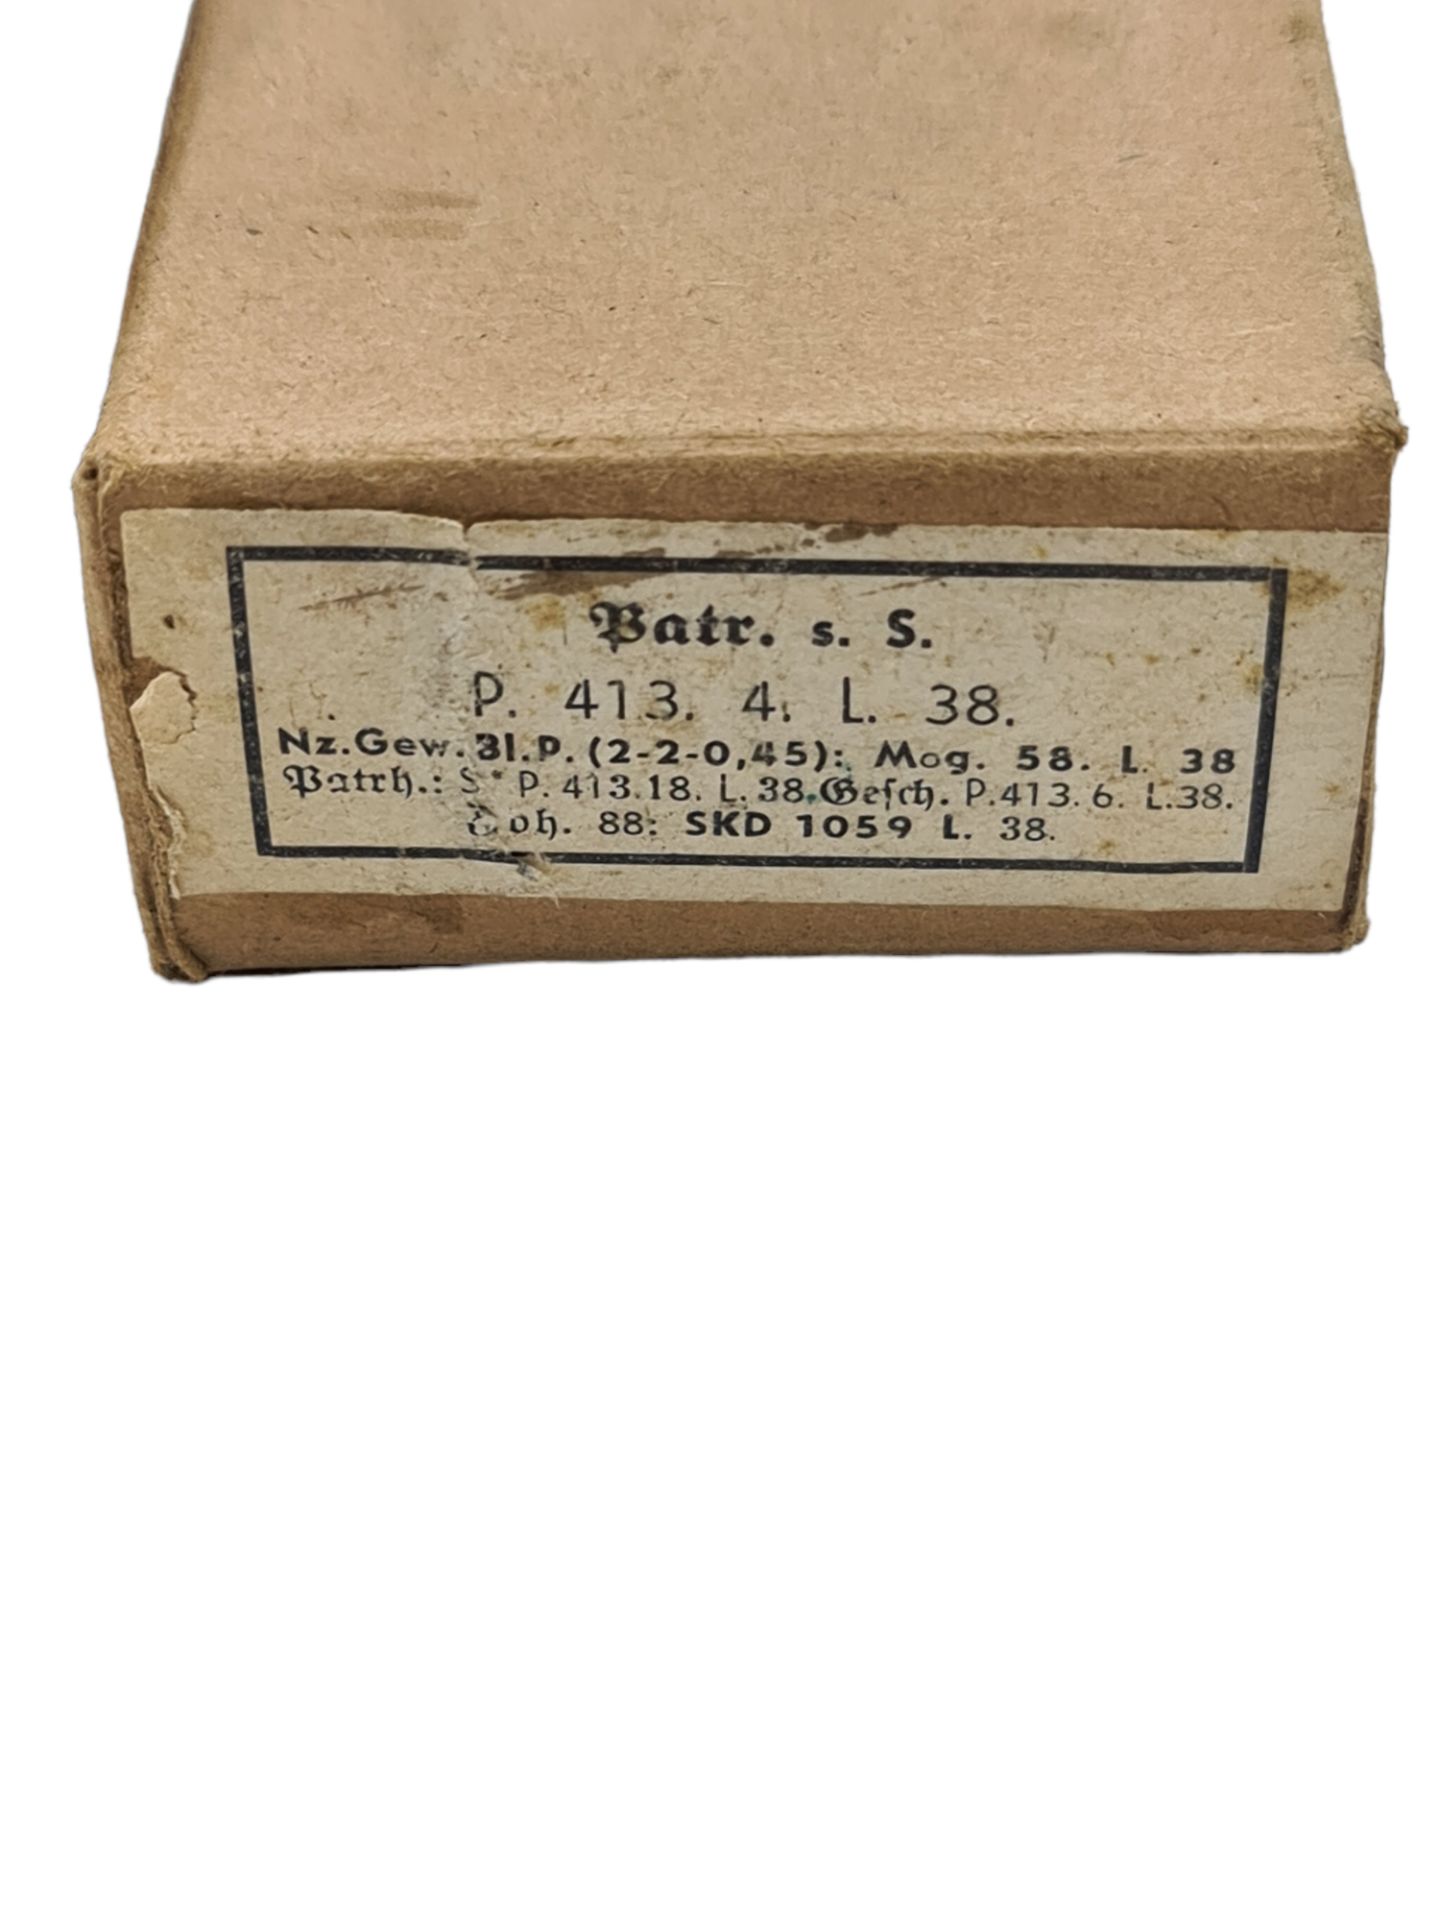 Patr. s. S.
P. 413. 4. L. 38.
Nz.Gew.Bl.P. (2-2-0,45): Mog. 58. L 38
Patrh.: S* P. 413.18. L. 38. Gesch. P.413. 6. L.38.
88: SKD 1059 L. 38.